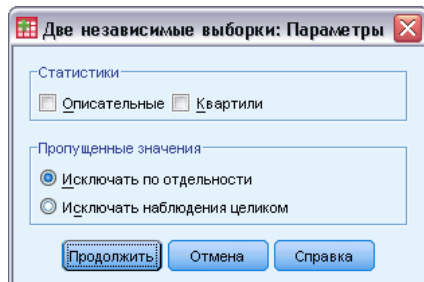 Две независимые выборки: Параметры
Статистики
Описательные Квартили
Пропущенные значения
Исключать по отдельности
Исключать наблюдения целиком
Продолжить Отмена Справка